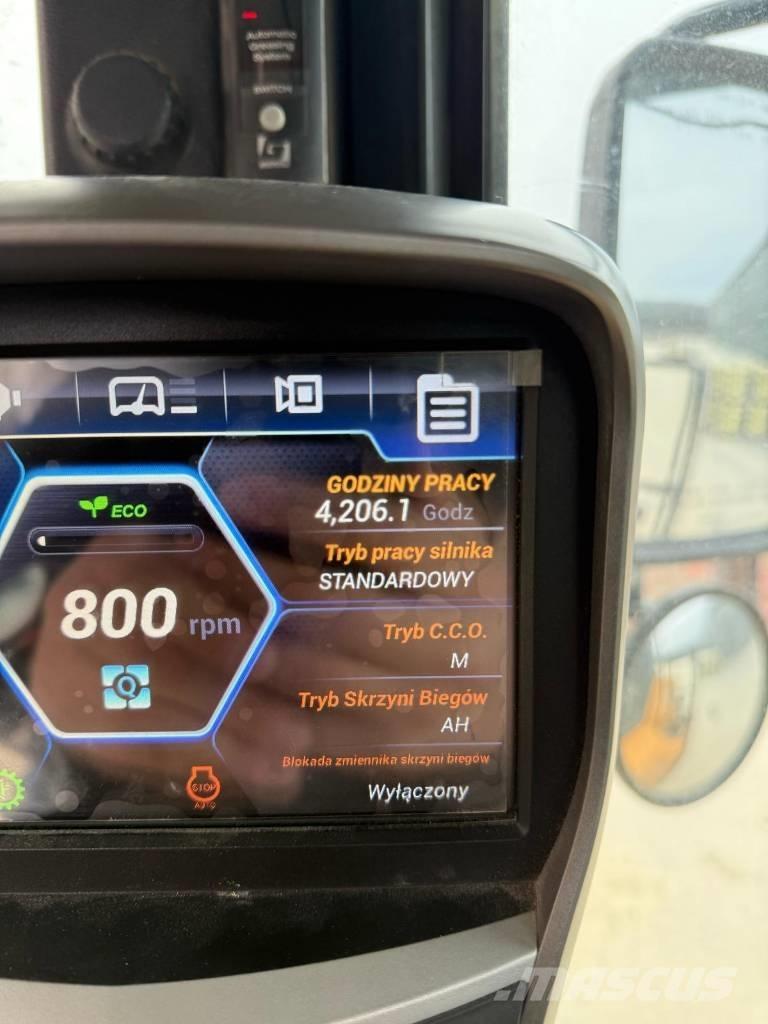 Automatic
Greasing
System
SWITCH
GODZINY PRACY
4,206.1 Godz
ECO
Tryb pracy silnika
STANDARDOWY
800 rpm
Tryb C.C.O.
M
Q
Tryb Skrzyni Biegów
AH
Blokada zmiennika skrzyni biegów
STOP
AUTO
Wyłączony
MASCUS